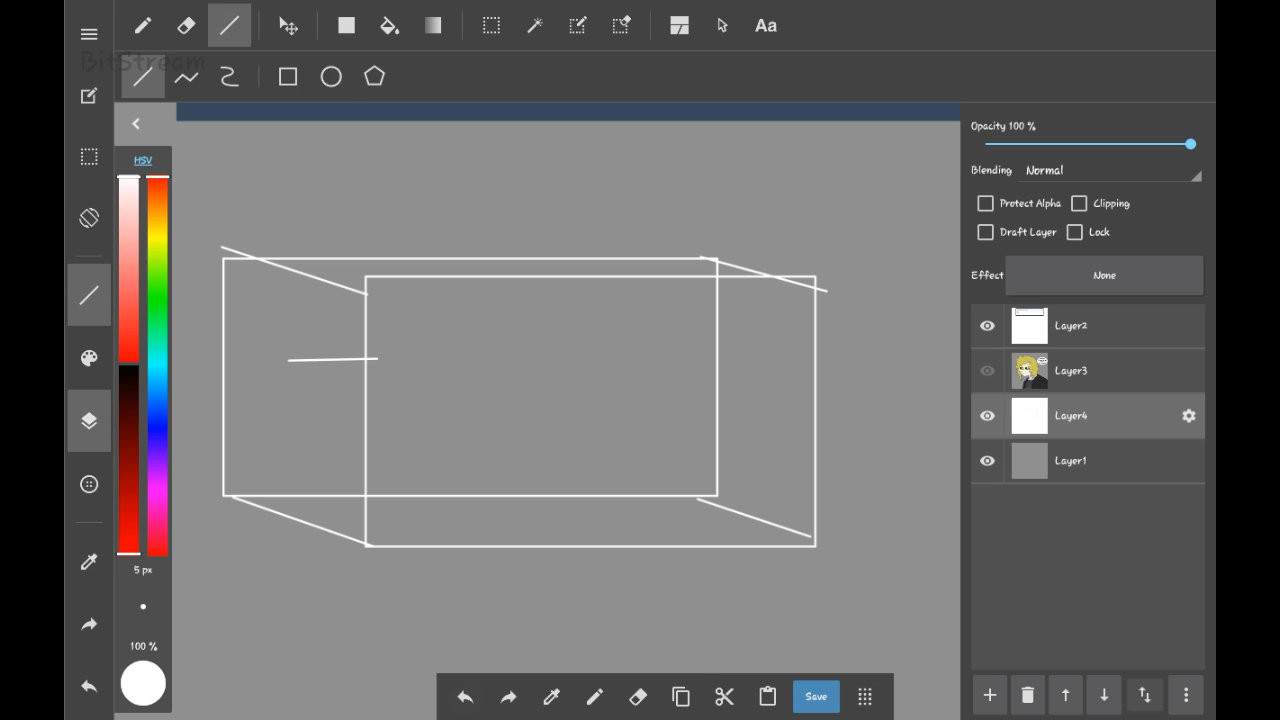 Aa
BitStream
HSV
5 px
100 %
Opacity 100 %
Blending Normal
Protect Alpha Clipping
Draft Layer Lock
Effect None
Layer2
Layer3
Layer4
Layer1
Save